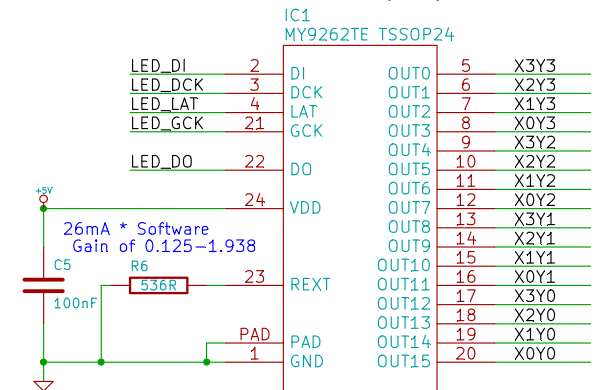 IC1
MY9262TE TSSOP24
LED_DI 2 DI OUT0 5 X3Y3
LED_DCK 3 DCK OUT1 6 X2Y3
LED_LAT 4 LAT OUT2 7 X1Y3
LED_GCK 21 GCK OUT3 8 X0Y3
OUT4 9 X3Y2
LED_DO 22 DO OUT5 10 X2Y2
OUT6 11 X1Y2
+5V 24 VDD OUT7 12 X0Y2
26mA * Software
Gain of 0.125-1.938
OUT8 13 X3Y1
OUT9 14 X2Y1
C5 R6 OUT10 15 X1Y1
100nF 536R 23 REXT OUT11 16 X0Y1
OUT12 17 X3Y0
OUT13 18 X2Y0
PAD PAD OUT14 19 X1Y0
1 GND OUT15 20 X0Y0